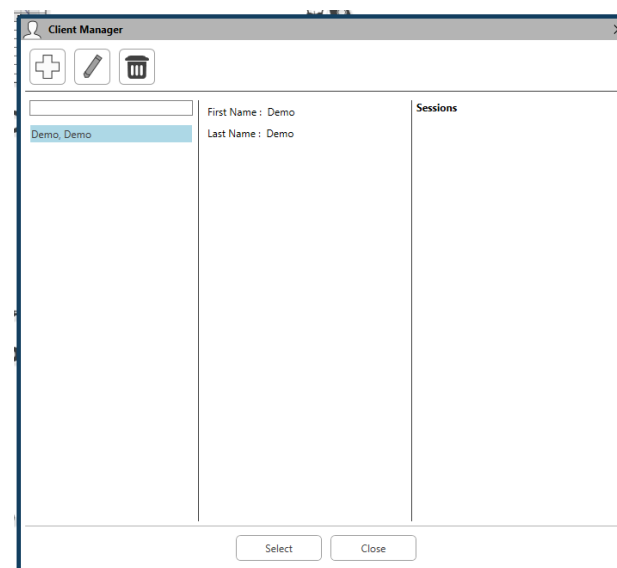 Client Manager
First Name : Demo
Last Name : Demo
Sessions
Demo, Demo
Select
Close